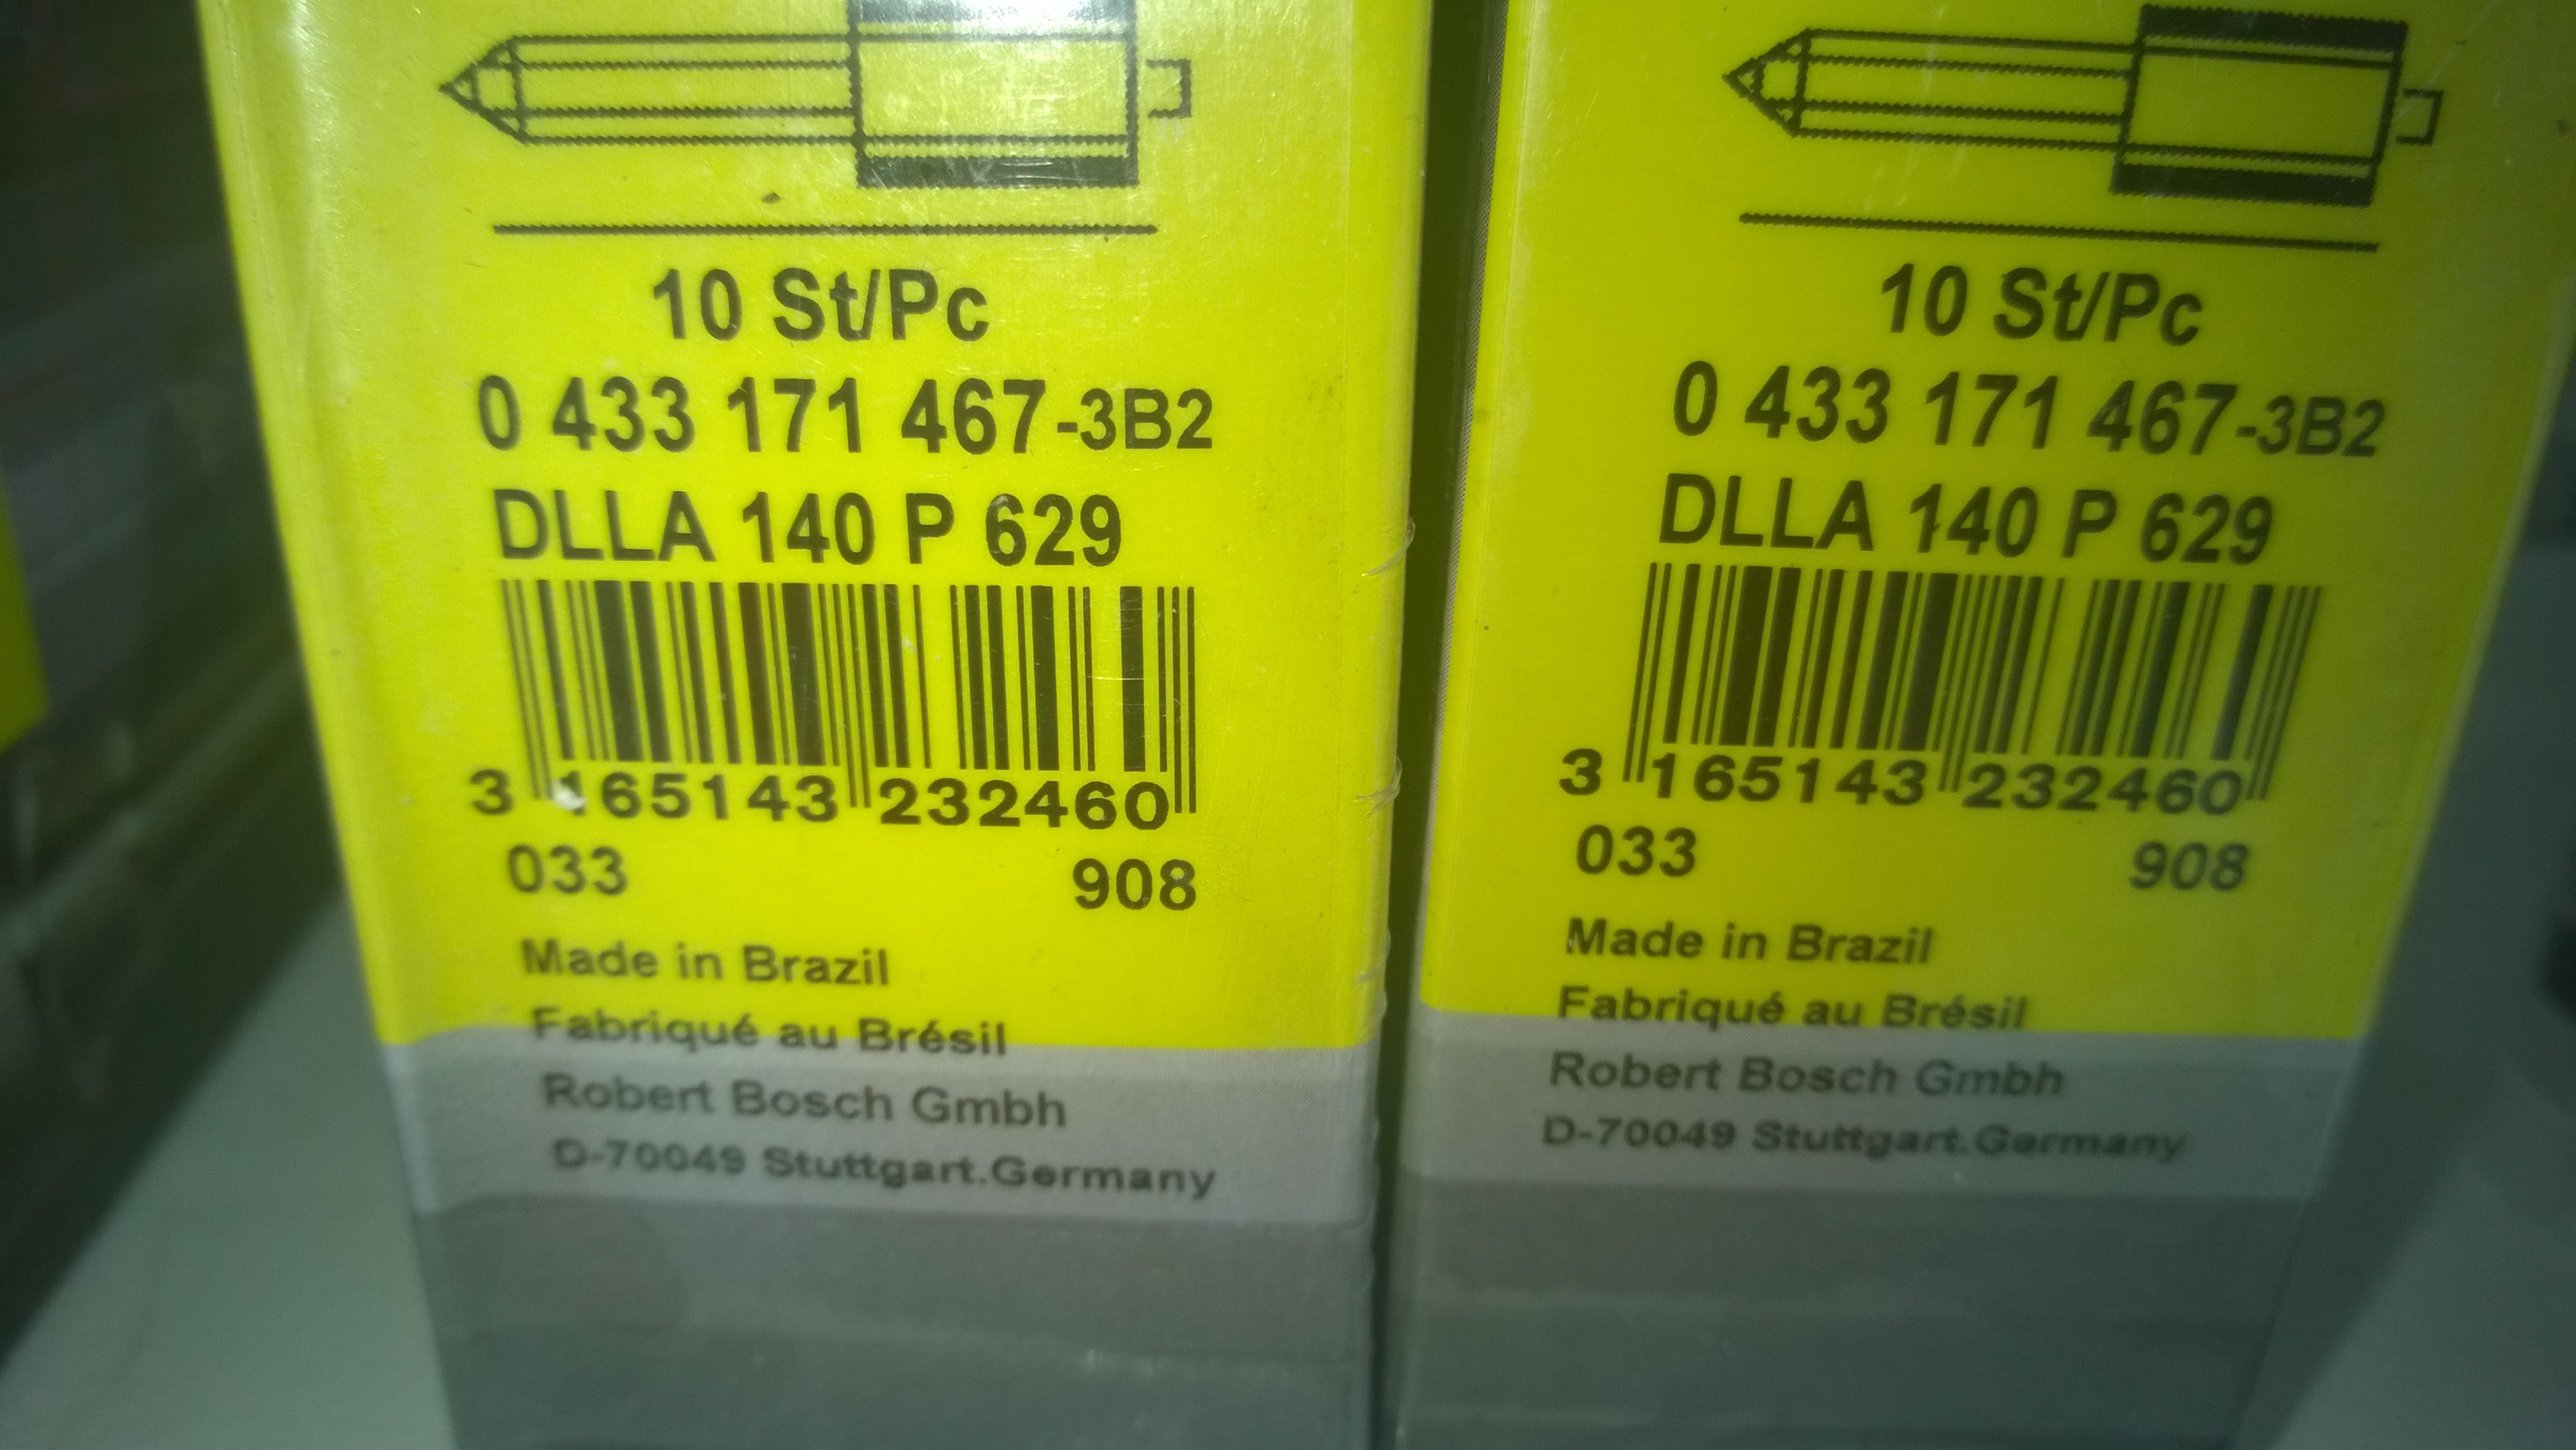 10 St/Pc
0 433 171 467-3B2
DLLA 140 P 629
3 165143 232460
033 908
Made in Brazil
Fabriqué au Brésil
Robert Bosch Gmbh
D-70049 Stuttgart.Germany
10 St/Pc
0 433 171 467-3B2
DLLA 140 P 629
3 165143 232460
033 908
Made in Brazil
Fabriqué au Brésil
Robert Bosch Gmbh
D-70049 Stuttgart.Germany